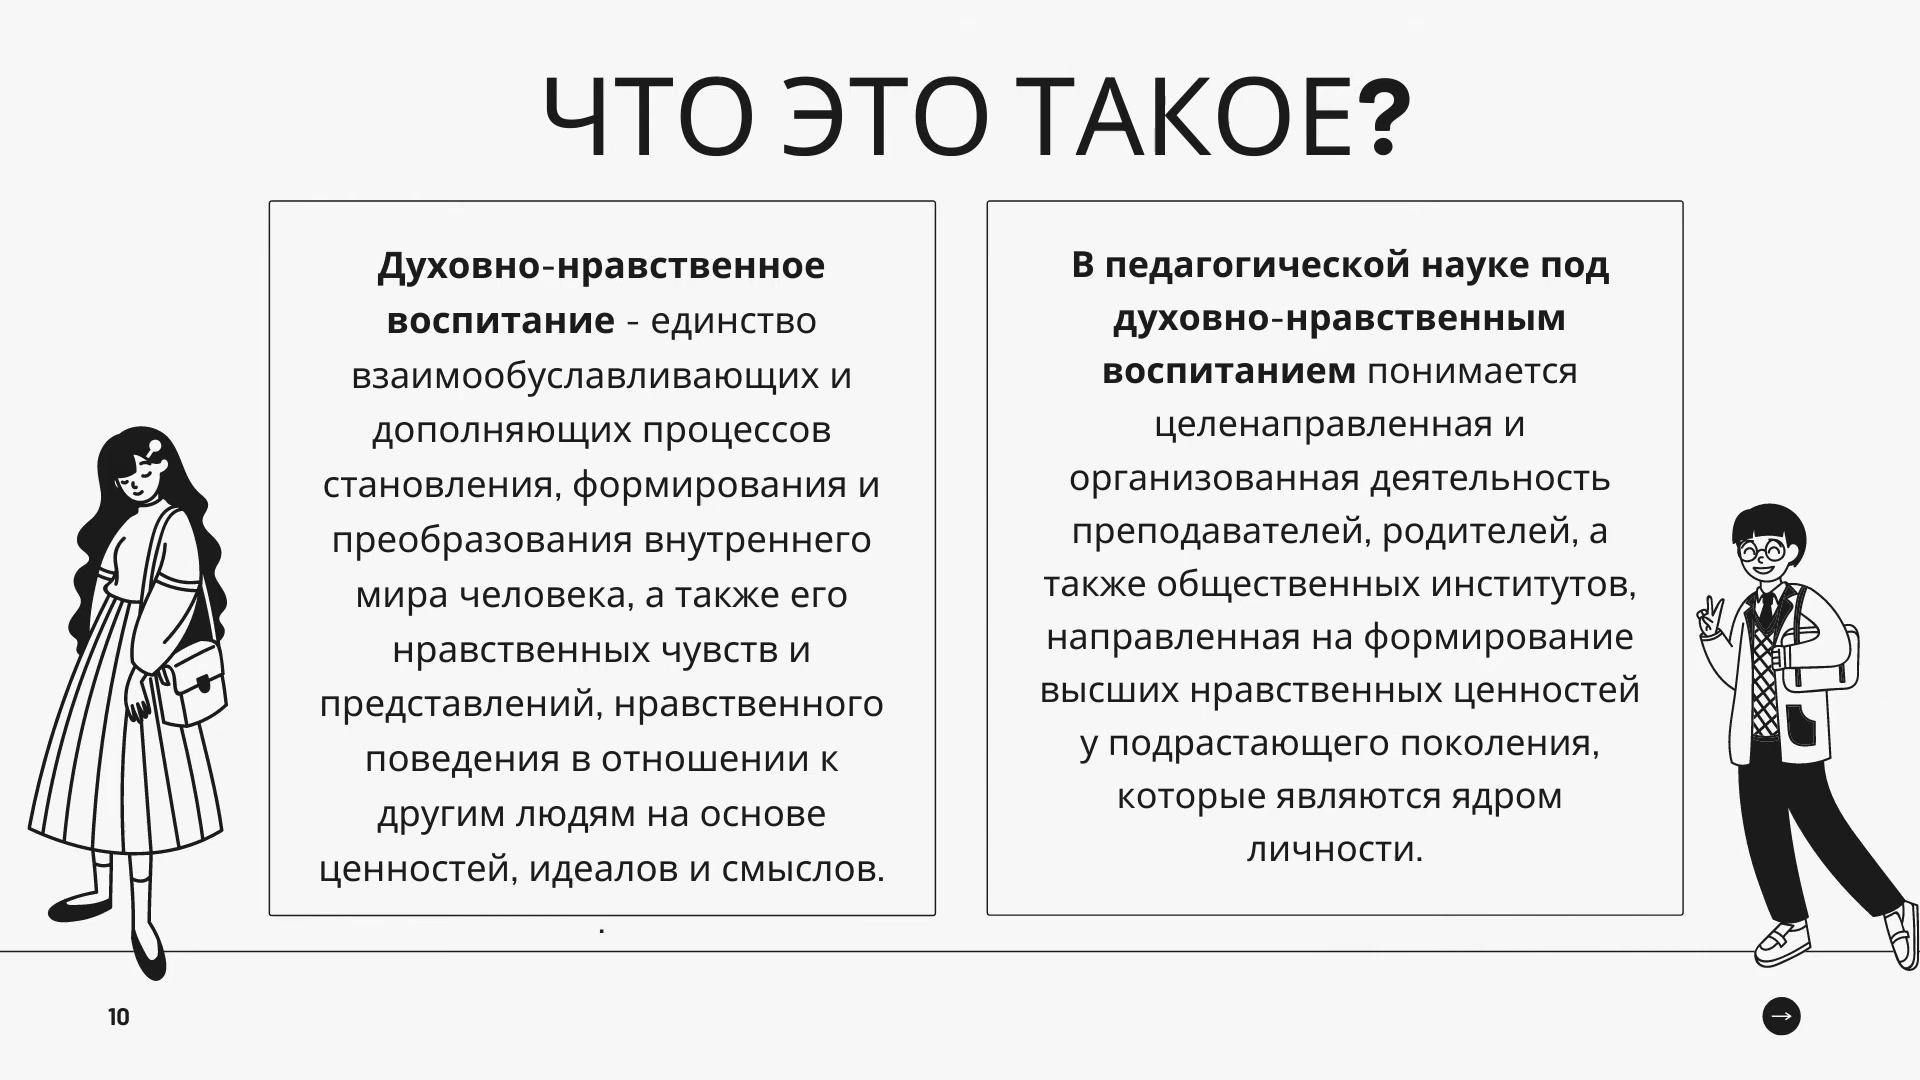 ЧТО ЭТО ТАКОЕ?
Духовно-нравственное
воспитание - единство
взаимообуславливающих и
дополняющих процессов
становления, формирования и
преобразования внутреннего
мира человека, а также его
нравственных чувств и
представлений, нравственного
поведения в отношении к
другим людям на основе
ценностей, идеалов и смыслов.
.
В педагогической науке под
духовно-нравственным
воспитанием понимается
целенаправленная и
организованная деятельность
преподавателей, родителей, а
также общественных институтов,
направленная на формирование
высших нравственных ценностей
у подрастающего поколения,
которые являются ядром
личности.
10